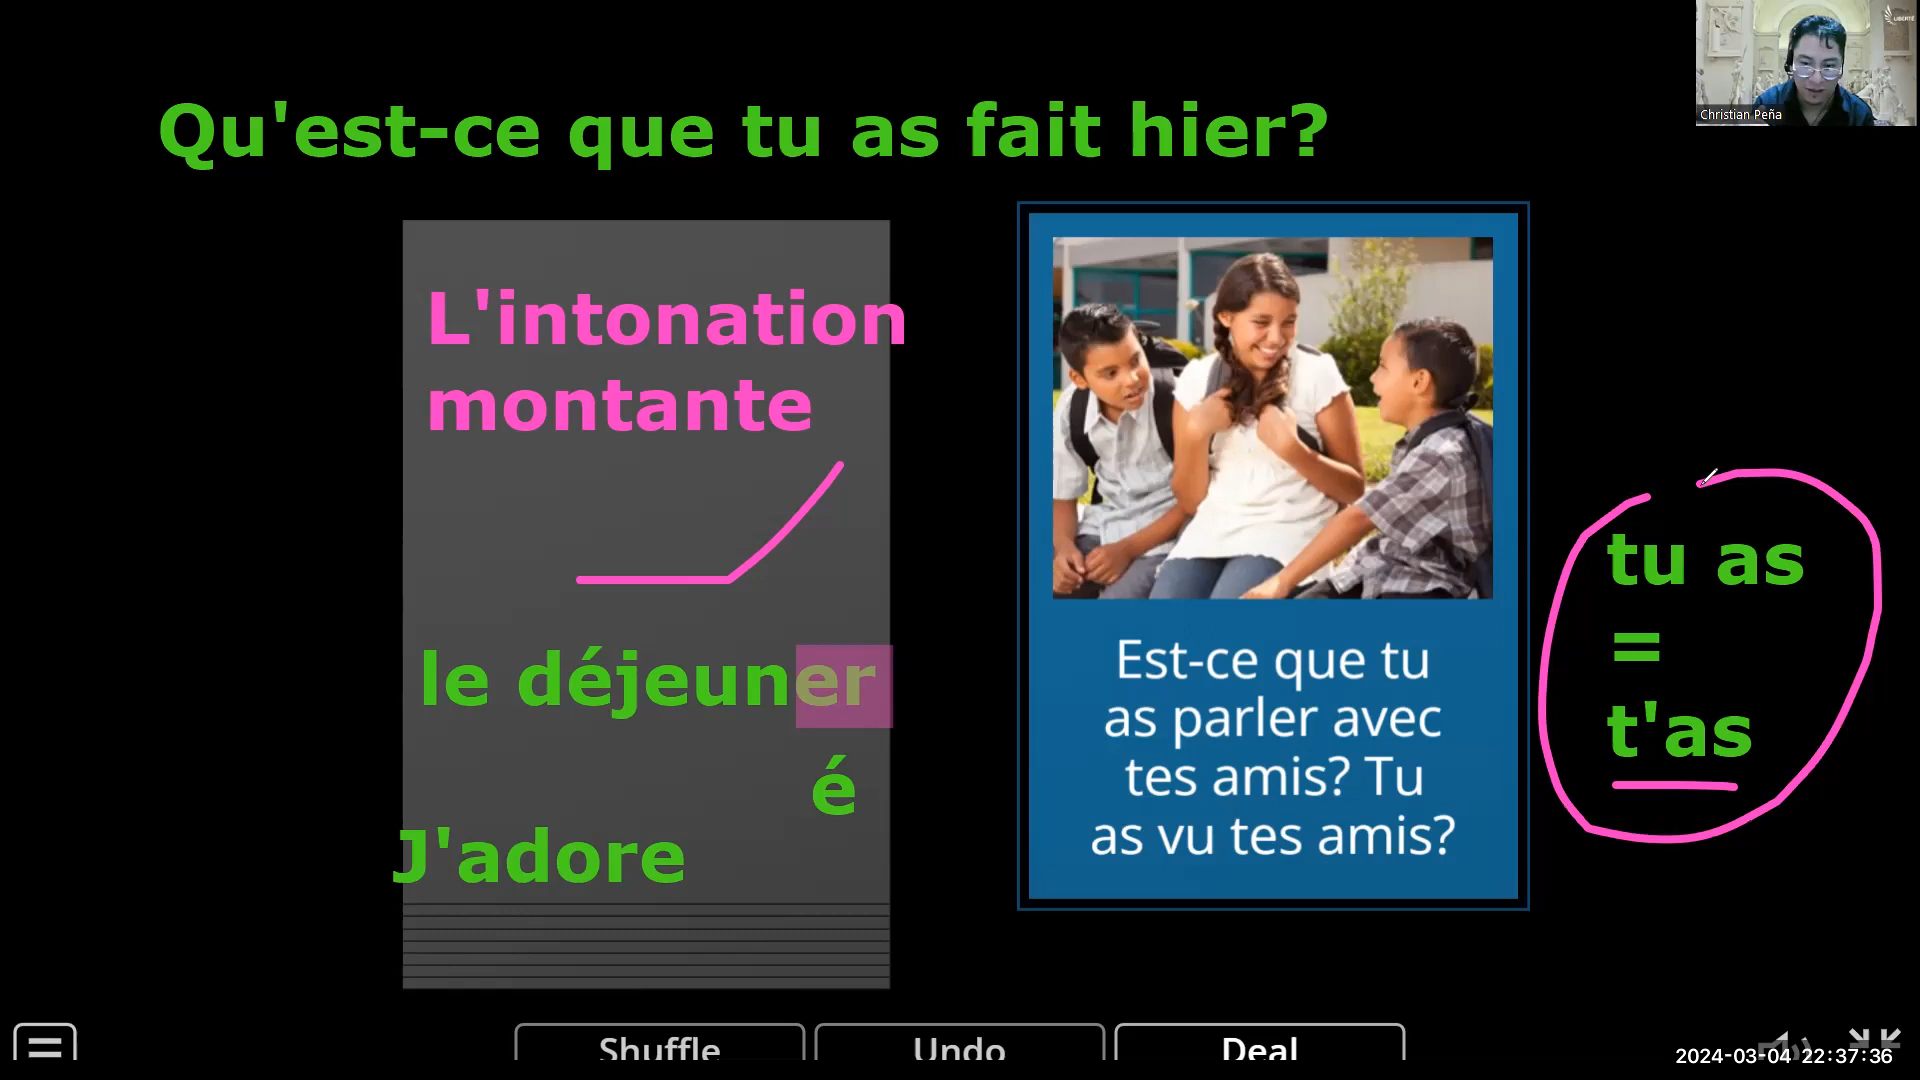 LIBERTÉ
Christian Peña
Qu'est-ce que tu as fait hier?
L'intonation
montante
le déjeuner
é
J'adore
Est-ce que tu
as parler avec
tes amis? Tu
as vu tes amis?
tu as
=
t'as
Shuffle
Undo
Deal
2024-03-04 22:37:36